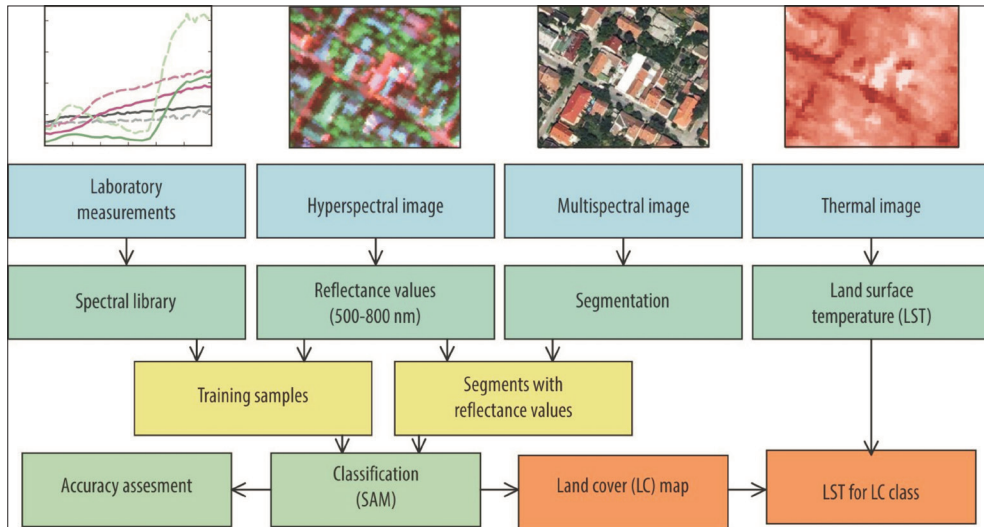 Laboratory
measurements
Hyperspectral image
Multispectral image
Thermal image
Spectral library
Reflectance values
(500-800 nm)
Segmentation
Land surface
temperature (LST)
Training samples
Segments with
reflectance values
Accuracy assesment
Classification
(SAM)
Land cover (LC) map
LST for LC class